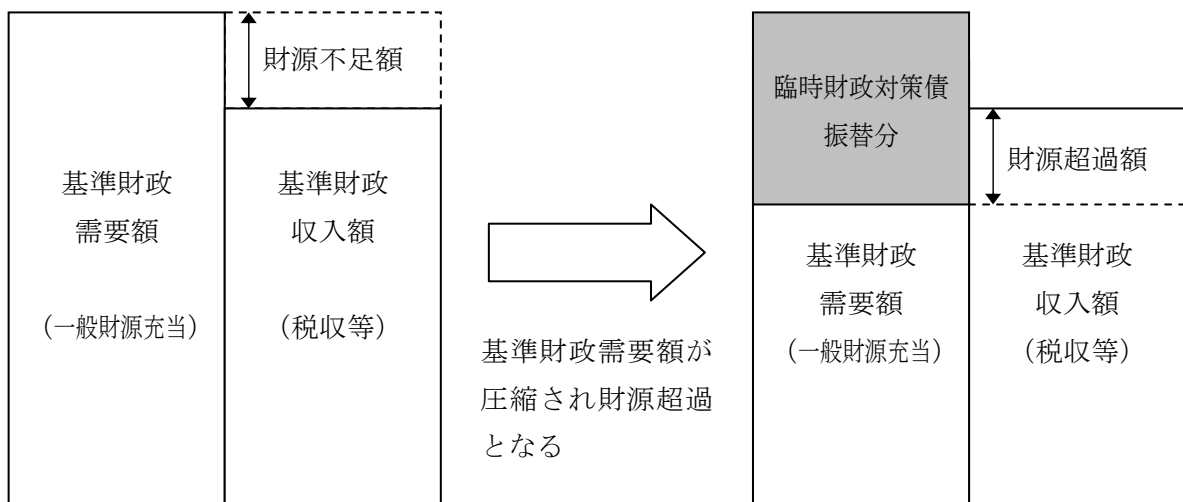 財源不足額
基準財政
需要額
（一般財源充当）
基準財政
収入額
（税収等）
基準財政需要額が
圧縮され財源超過
となる
臨時財政対策債
振替分
財源超過額
基準財政
需要額
（一般財源充当）
基準財政
収入額
（税収等）